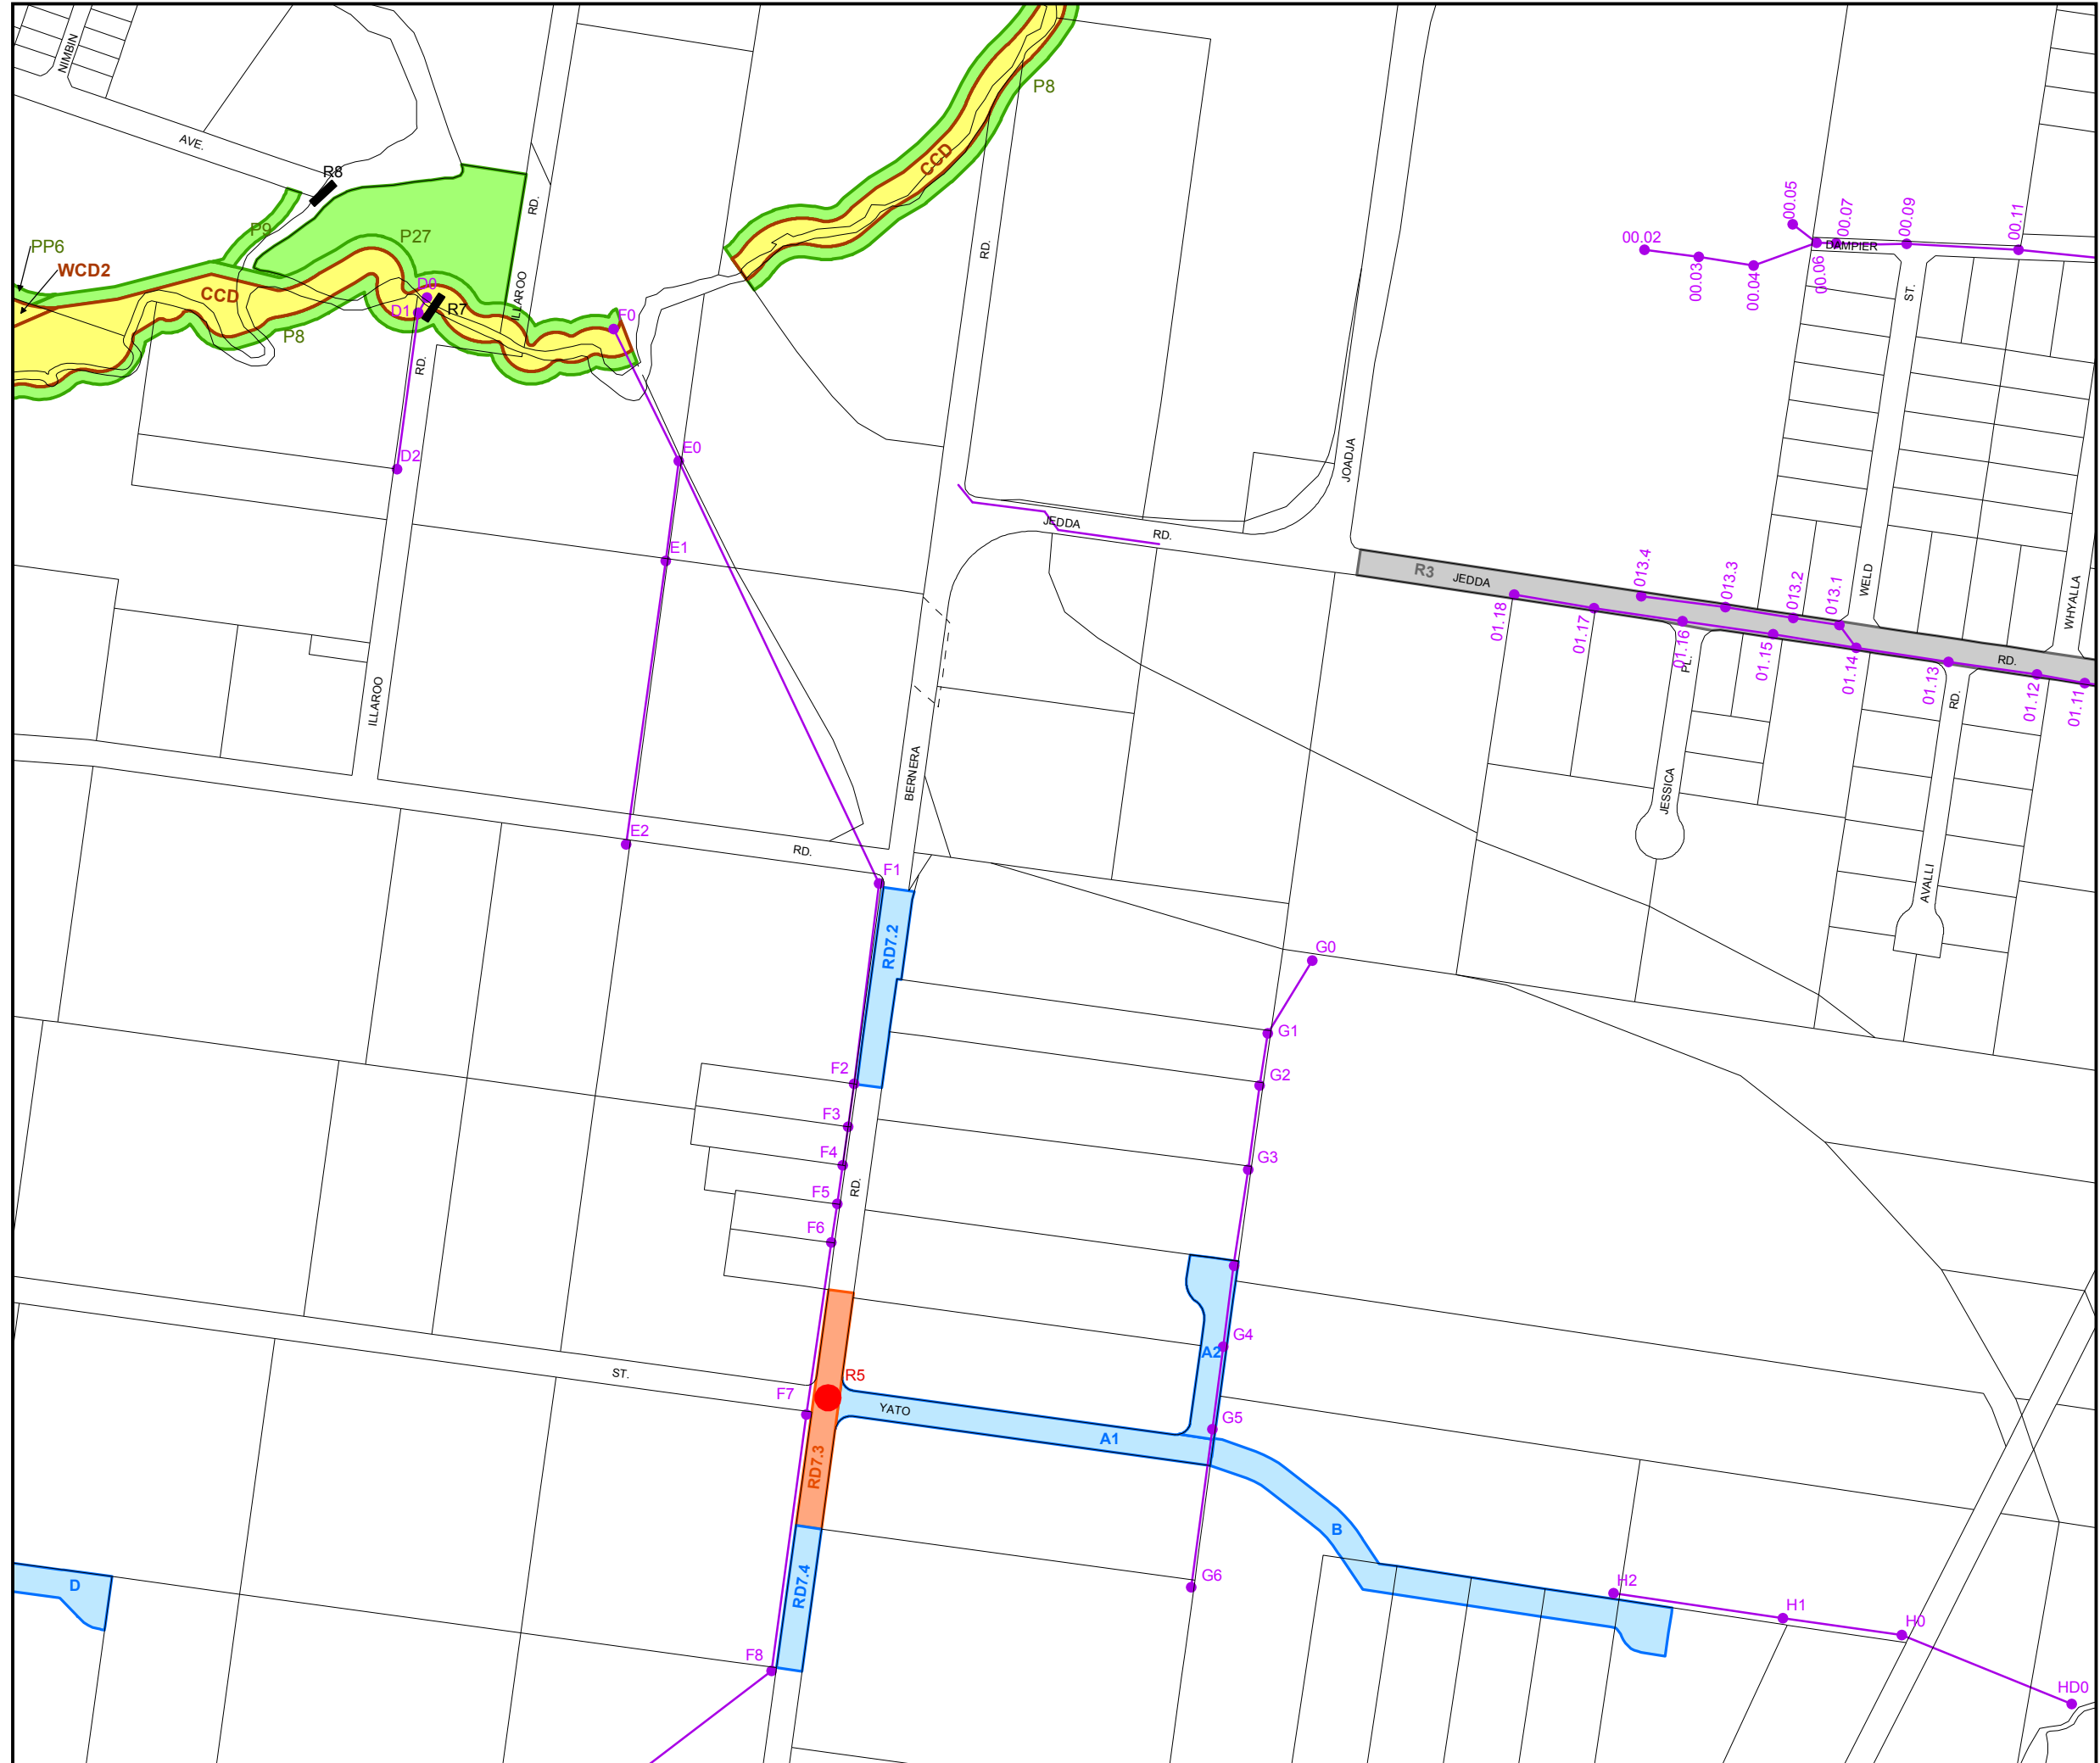 NIMBIN
AVE.
R8
P8
CCD
RD.
P9
P27
PP6
WCD2
CCD
D0
D1
R7
ILLAROO
P8
RD.
F0
RD.
00.05
00.07
00.09
00.11
00.02
DAMPIER
00.03
00.04
00.06
ST.
D2
E0
JOADJA
JEDDA
RD.
E1
R3
JEDDA
013.4
013.3
013.2
013.1
WELD
WHYALLA
01.18
01.17
01.16
PL.
01.15
01.14
01.13
RD.
RD.
01.12
01.11
ILLAROO
BERNERA
JESSICA
E2
RD.
F1
AVALLI
RD7.2
G0
G1
F2
G2
F3
F4
G3
RD.
F5
F6
G4
A2
ST.
R5
F7
YATO
A1
G5
RD7.3
B
D
RD7.4
G6
H2
H1
H0
F8
HD0